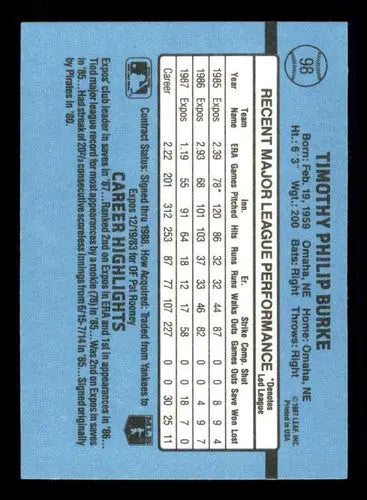 98
TIMOTHY PHILIP BURKE
Born: Feb. 19, 1959 Omaha, NE Home: Omaha, NE
Ht.: 6'3" Wgt.: 200 Bats: Right Throws: Right
©1987 LEAF, INC.
Printed in USA
RECENT MAJOR LEAGUE PERFORMANCE
*Denotes
Led League
Team Inn. Er. Strike Comp. Shut
Year Name ERA Games Pitched Hits Runs Runs Walks Outs Games Outs Save Won Lost
1985 Expos 2.39 78* 120 86 32 32 44 87 0 0 8 9 4
1986 Expos 2.93 68 101 103 37 33 46 82 0 0 4 9 7
1987 Expos 1.19 55 91 64 18 12 17 58 0 0 18 7 0
Career 2.22 201 312 253 87 77 107 227 0 0 30 25 11
Contract Status: Signed thru 1988. How Acquired: Traded from Yankees to
Expos 12/19/83 for OF Pat Rooney
CAREER HIGHLIGHTS
Expos' club leader in saves in '87... Ranked 2nd on Expos in ERA and 1st in appearances in '86...
Tied major league record for most appearances by a rookie (78) in '85... Was 2nd on Expos in saves
in '85... Had streak of 20⅔ consecutive scoreless innings from 6/15-7/14 in '85... Signed originally
by Pirates in '80.